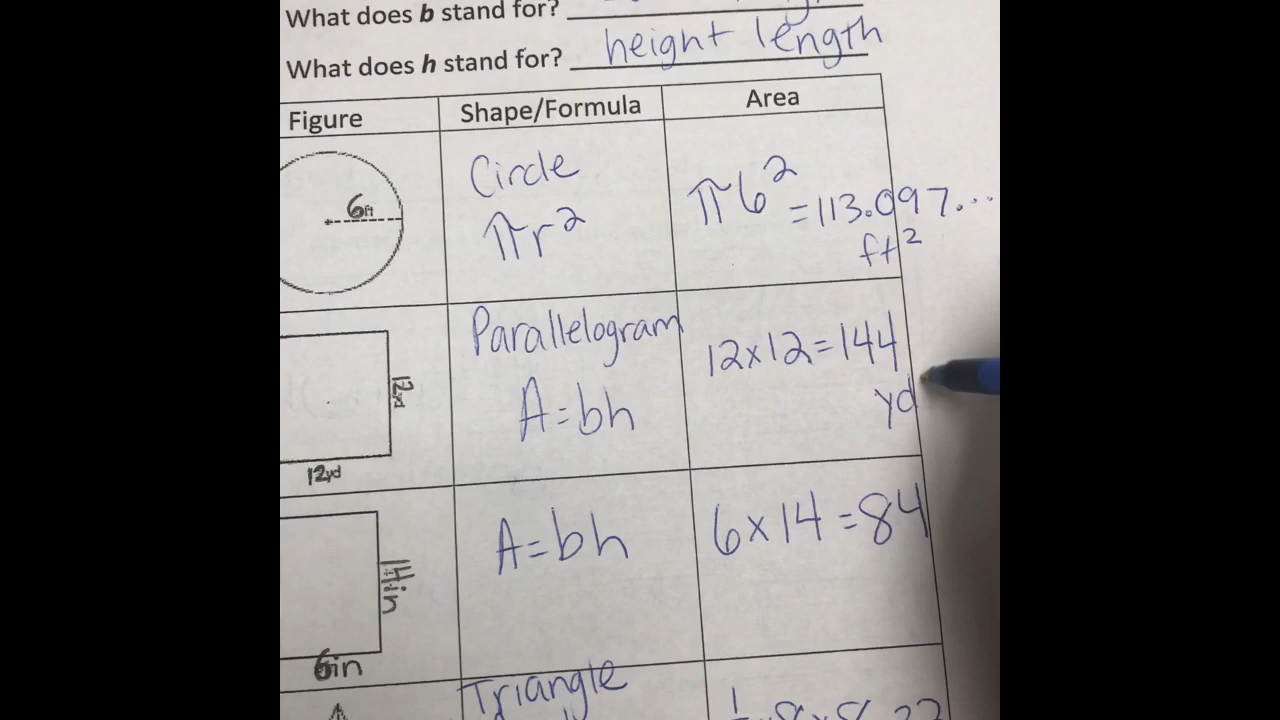 What does b stand for?
What does h stand for? height length
Figure Shape/Formula Area
Circle
πr²
6ft
π6²
=113.097...
ft²
Parallelogram
A=bh
12yd
12yd
12x12=144
yd
A=bh
14in
6in
6x14=84
Triangle